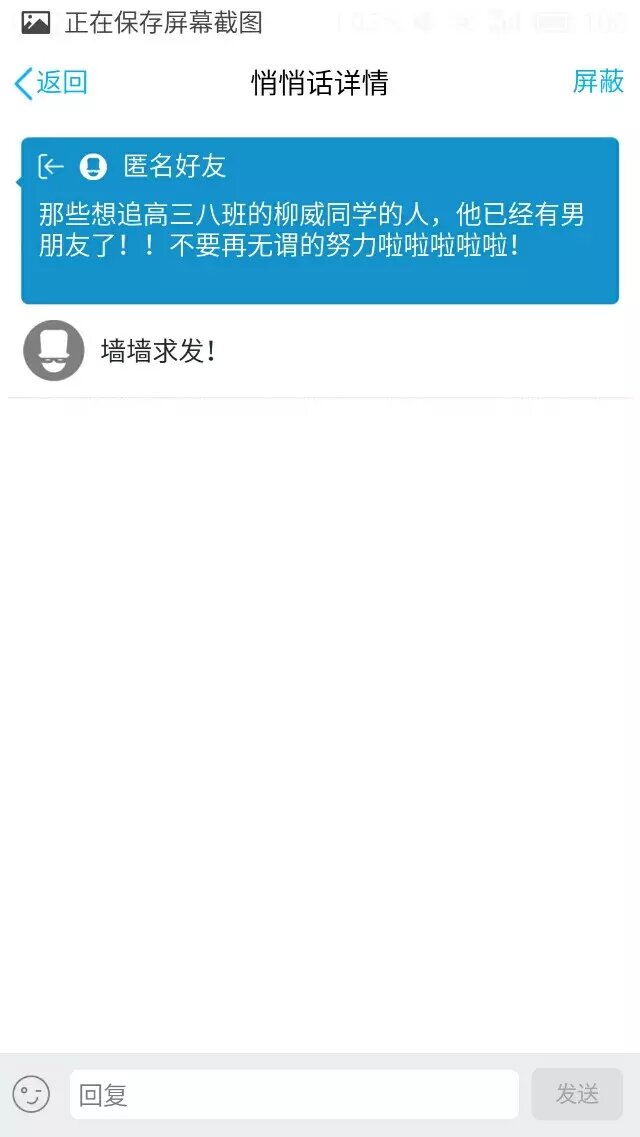 正在保存屏幕截图
返回
悄悄话详情
屏蔽
匿名好友
那些想追高三八班的柳威同学的人，他已经有男
朋友了！！不要再无谓的努力啦啦啦啦啦！
墙墙求发！
回复
发送